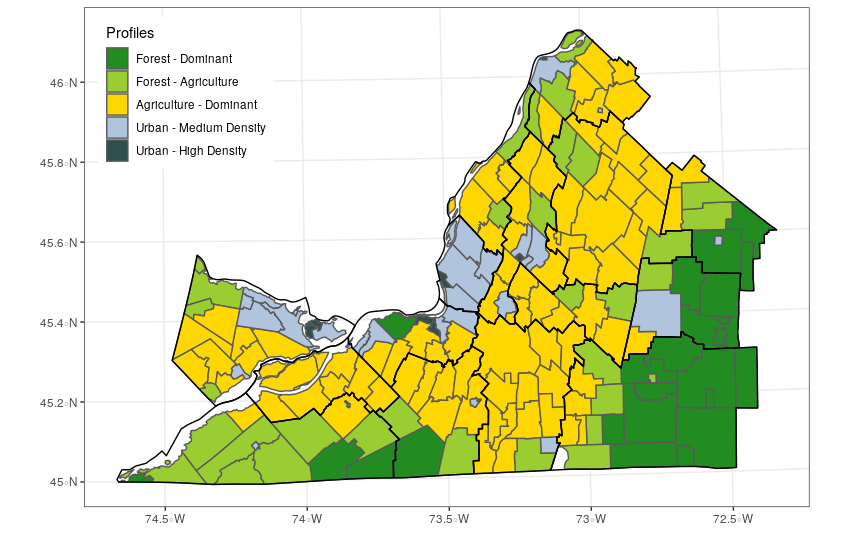 Profiles
Forest - Dominant
Forest - Agriculture
Agriculture - Dominant
Urban - Medium Density
Urban - High Density
46°N
45.8°N
45.6°N
45.4°N
45.2°N
45°N
74.5°W 74°W 73.5°W 73°W 72.5°W